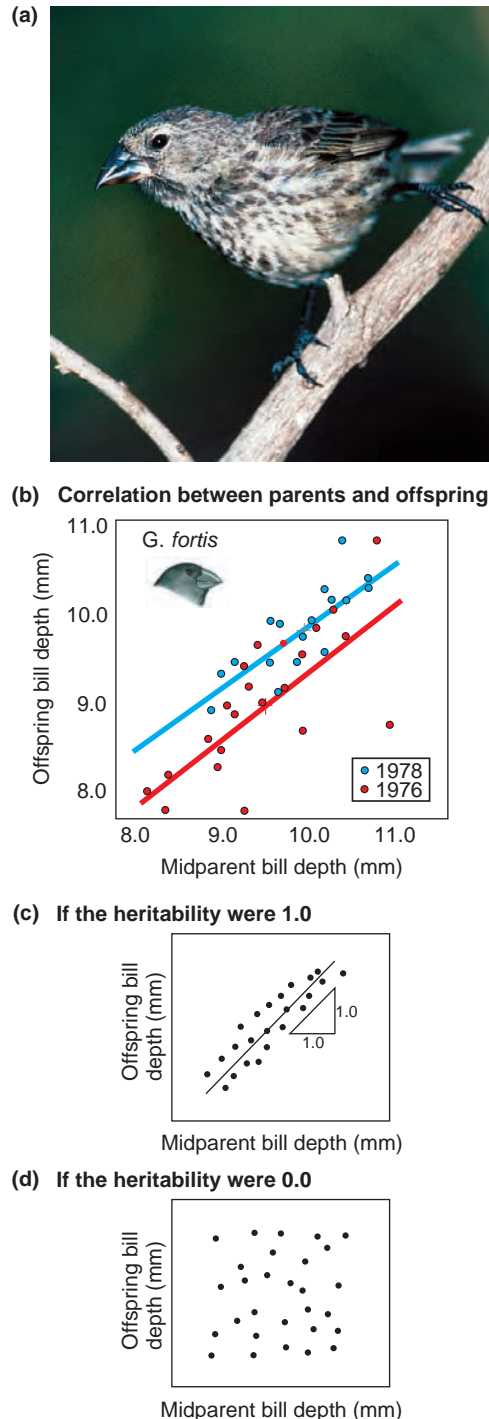 (a)
(b) Correlation between parents and offspring
11.0
10.0
9.0
8.0
Offspring bill depth (mm)
G. fortis
1978
1976
8.0 9.0 10.0 11.0
Midparent bill depth (mm)
(c) If the heritability were 1.0
Offspring bill
depth (mm)
1.0
1.0
Midparent bill depth (mm)
(d) If the heritability were 0.0
Offspring bill
depth (mm)
Midparent bill depth (mm)